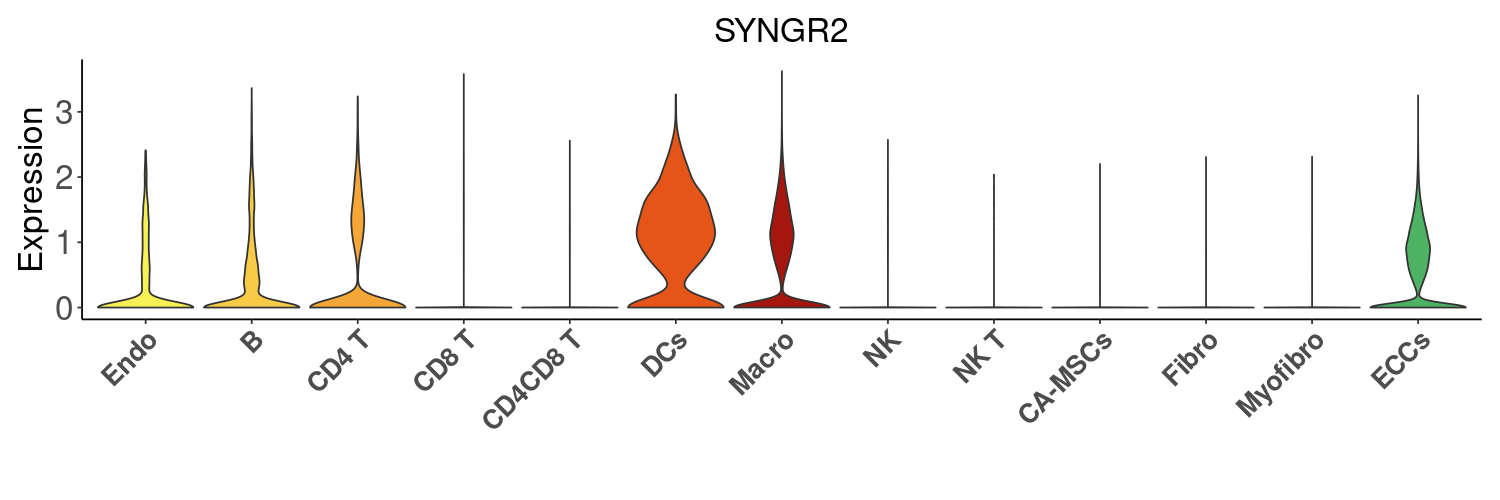 SYNGR2
Expression
3
2
1
0
Endo
B
CD4 T
CD8 T
CD4CD8 T
DCs
Macro
NK
NK T
CA-MSCs
Fibro
Myofibro
ECCs